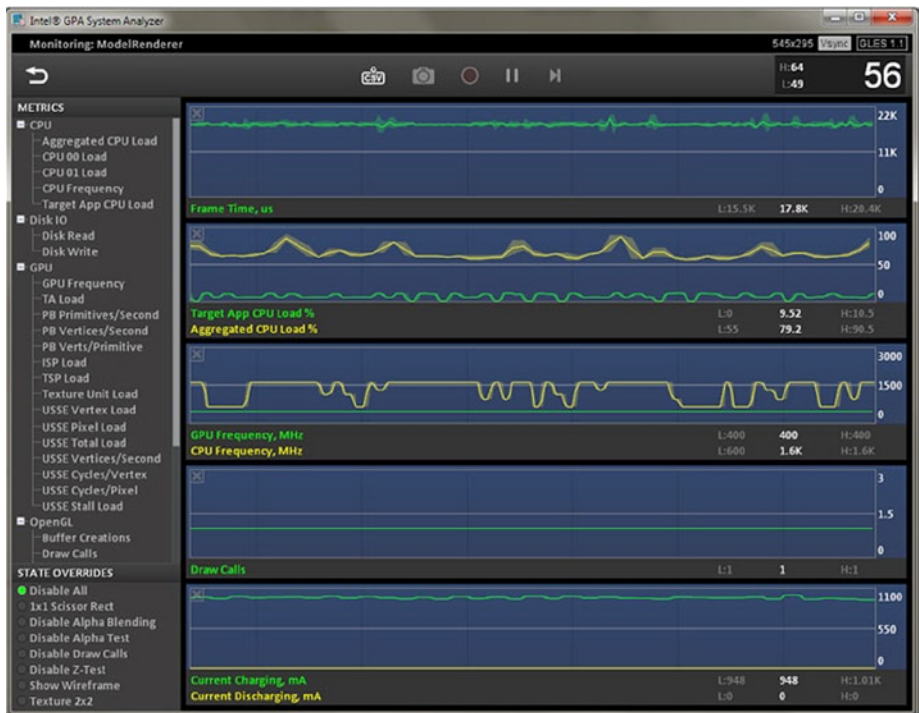 Intel® GPA System Analyzer
Monitoring: ModelRenderer
545x295 Vsync GLES 1.1
CSV
H:64
L:49
56
METRICS
CPU
Aggregated CPU Load
CPU 00 Load
CPU 01 Load
CPU Frequency
Target App CPU Load
Disk IO
Disk Read
Disk Write
GPU
GPU Frequency
TA Load
PB Primitives/Second
PB Vertices/Second
PB Verts/Primitive
ISP Load
TSP Load
Texture Unit Load
USSE Vertex Load
USSE Pixel Load
USSE Total Load
USSE Vertices/Second
USSE Cycles/Vertex
USSE Cycles/Pixel
USSE Stall Load
OpenGL
Buffer Creations
Draw Calls
STATE OVERRIDES
Disable All
1x1 Scissor Rect
Disable Alpha Blending
Disable Alpha Test
Disable Draw Calls
Disable Z-Test
Show Wireframe
Texture 2x2
22K
11K
0
Frame Time, us L:15.5K 17.8K H:20.4K
100
50
0
Target App CPU Load % L:0 9.52 H:10.5
Aggregated CPU Load % L:55 79.2 H:90.5
3000
1500
0
GPU Frequency, MHz L:400 400 H:400
CPU Frequency, MHz L:600 1.6K H:1.6K
3
1.5
0
Draw Calls L:1 1 H:1
1100
550
0
Current Charging, mA L:948 948 H:1.01K
Current Discharging, mA L:0 0 H:0